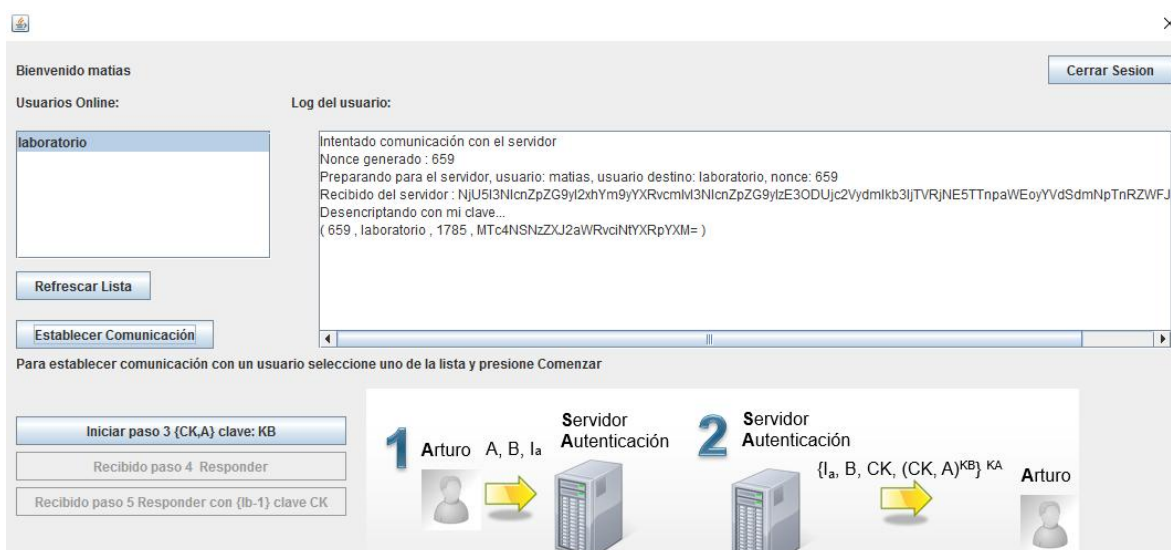 Bienvenido matias
Cerrar Sesion
Usuarios Online:
Log del usuario:
laboratorio
Intentado comunicación con el servidor
Nonce generado : 659
Preparando para el servidor, usuario: matias, usuario destino: laboratorio, nonce: 659
Recibido del servidor :
Desencriptando con mi clave...
( 659 , laboratorio , 1785 , MTc4NSNzZXJ2aWRvciNtYXRpYXM= )
Refrescar Lista
Establecer Comunicación
Para establecer comunicación con un usuario seleccione uno de la lista y presione Comenzar
Iniciar paso 3 {CK,A} clave: KB
Recibido paso 4 Responder
Recibido paso 5 Responder con {Ib-1} clave CK
1
Arturo
A, B, Iₐ
Servidor
Autenticación
2
Servidor
Autenticación
{Iₐ, B, CK, (CK, A)ᴷᴮ} ᴷᴬ
Arturo